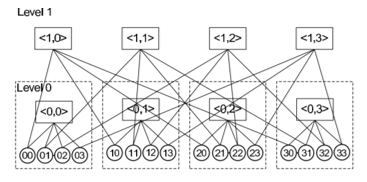 Level 1
<1,0> <1,1> <1,2> <1,3>
Level 0
<0,0> <0,1> <0,2> <0,3>
00 01 02 03 10 11 12 13 20 21 22 23 30 31 32 33